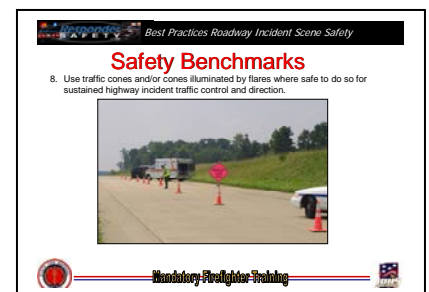 Responder
SAFETY
Best Practices Roadway Incident Scene Safety
Safety Benchmarks
8. Use traffic cones and/or cones illuminated by flares where safe to do so for
sustained highway incident traffic control and direction.
Mandatory Firefighter Training